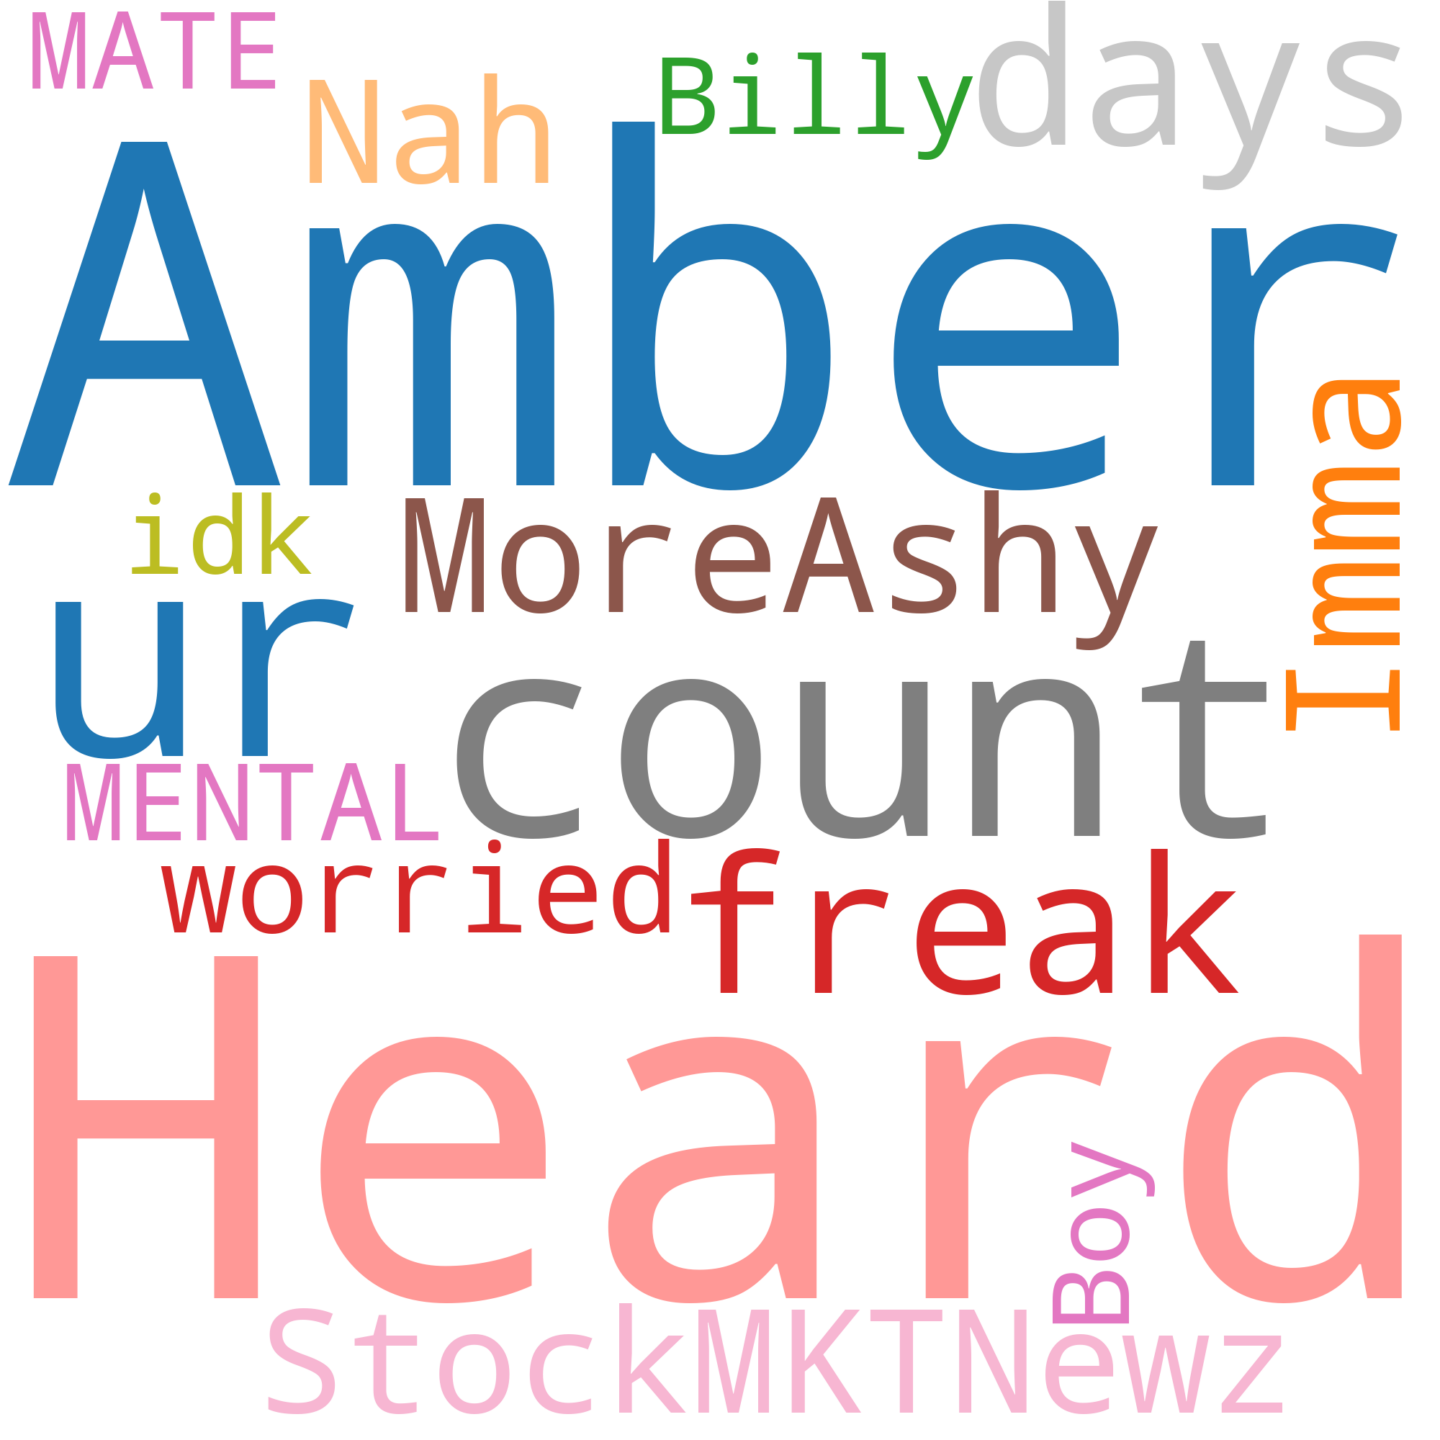 MATE
Nah
Billy
days
Amber
Imma
idk
MoreAshy
ur
count
MENTAL
worried
freak
Heard
Boy
StockMKTNewz